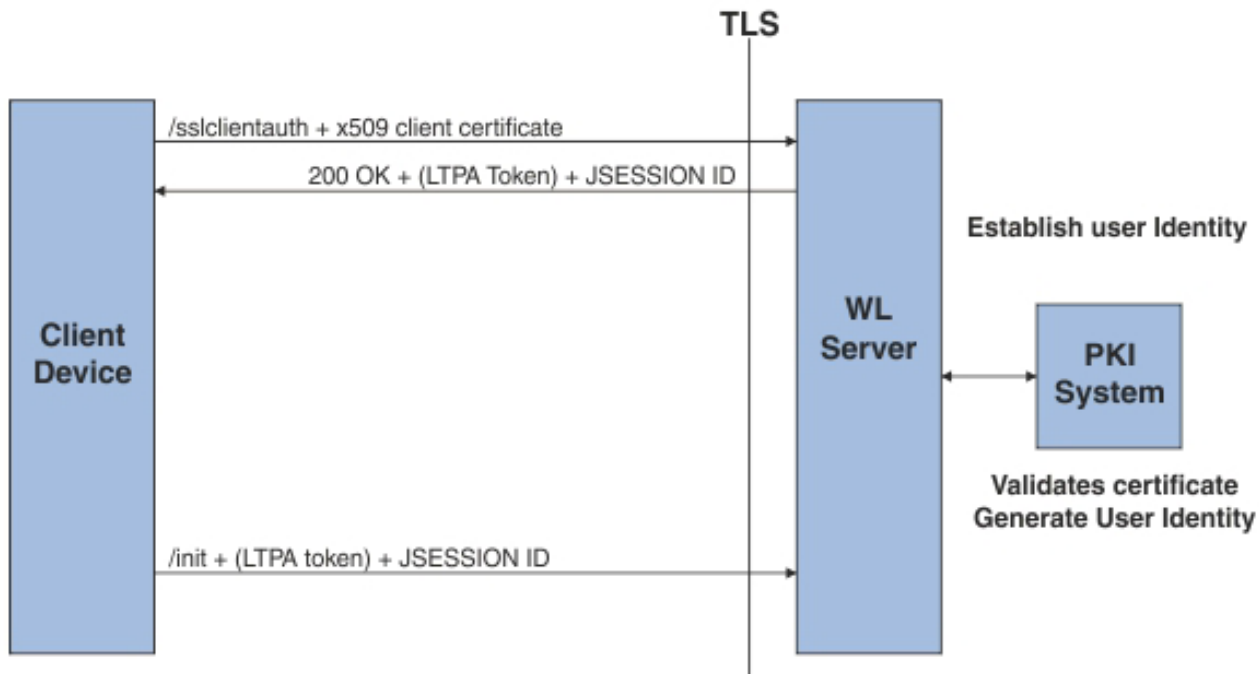 TLS
/sslclientauth + x509 client certificate
200 OK + (LTPA Token) + JSESSION ID
Establish user Identity
Client
Device
WL
Server
PKI
System
Validates certificate
Generate User Identity
/init + (LTPA token) + JSESSION ID